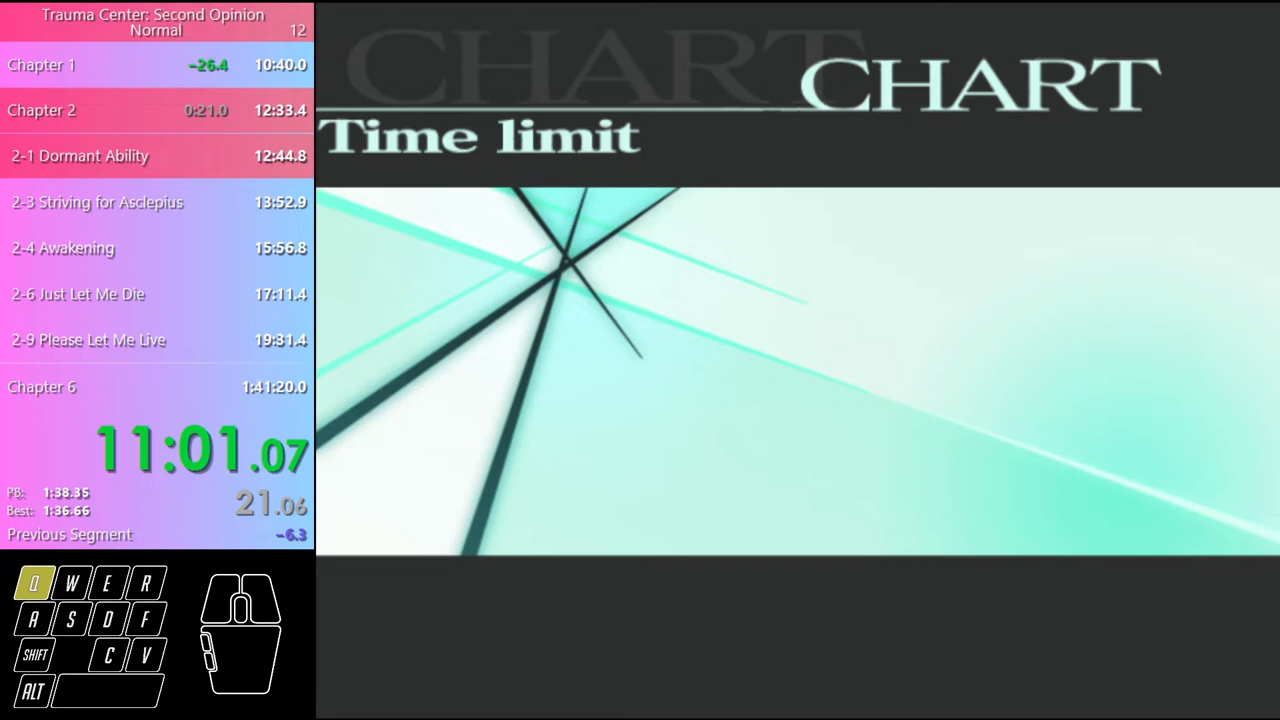 Trauma Center: Second Opinion
Normal 12
Chapter 1 −26.4 10:40.0
Chapter 2 0:21.0 12:33.4
2-1 Dormant Ability 12:44.8
2-3 Striving for Asclepius 13:52.9
2-4 Awakening 15:56.8
2-6 Just Let Me Die 17:11.4
2-9 Please Let Me Live 19:31.4
Chapter 6 1:41:20.0
11:01.07
PB: 1:38.35
Best: 1:36.66
21.06
Previous Segment −6.3
Q W E R
A S D F
SHIFT C V
ALT
CHART
CHART
Time limit